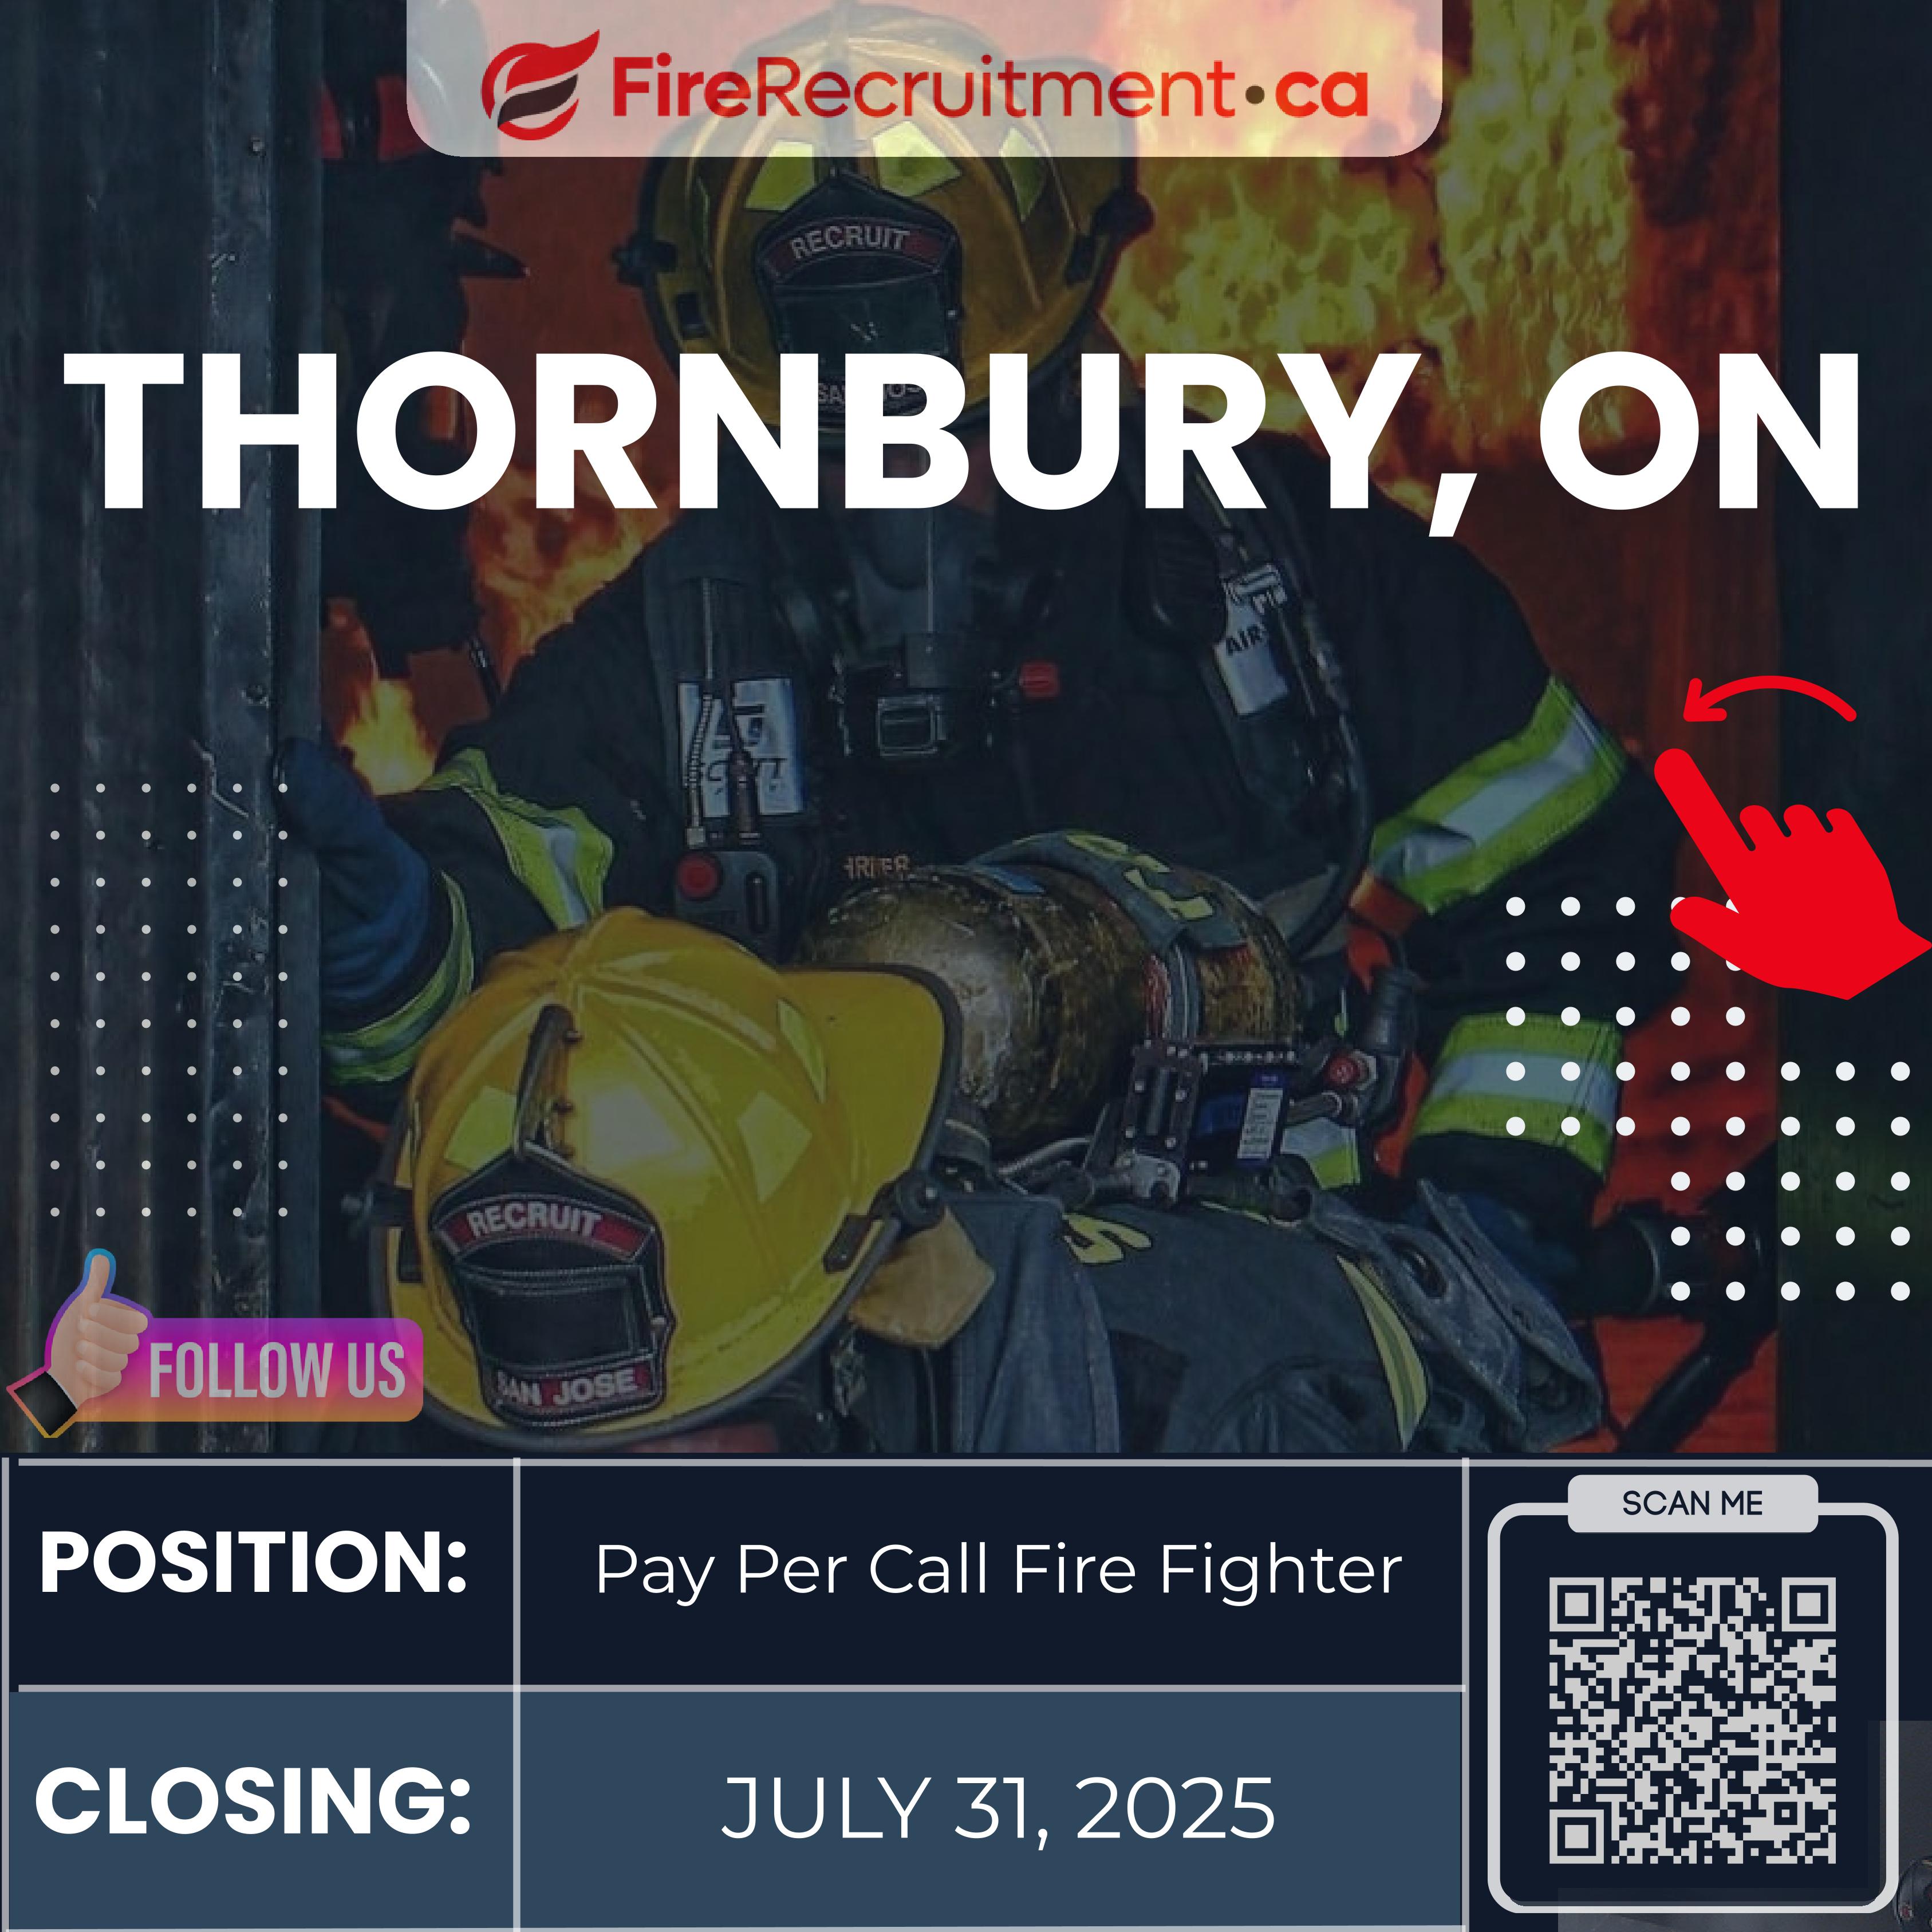 FireRecruitment.ca
RECRUIT
THORNBURY, ON
AIR
RECRUIT
SAN JOSE
FOLLOW US
SCAN ME
POSITION:
Pay Per Call Fire Fighter
CLOSING:
JULY 31, 2025